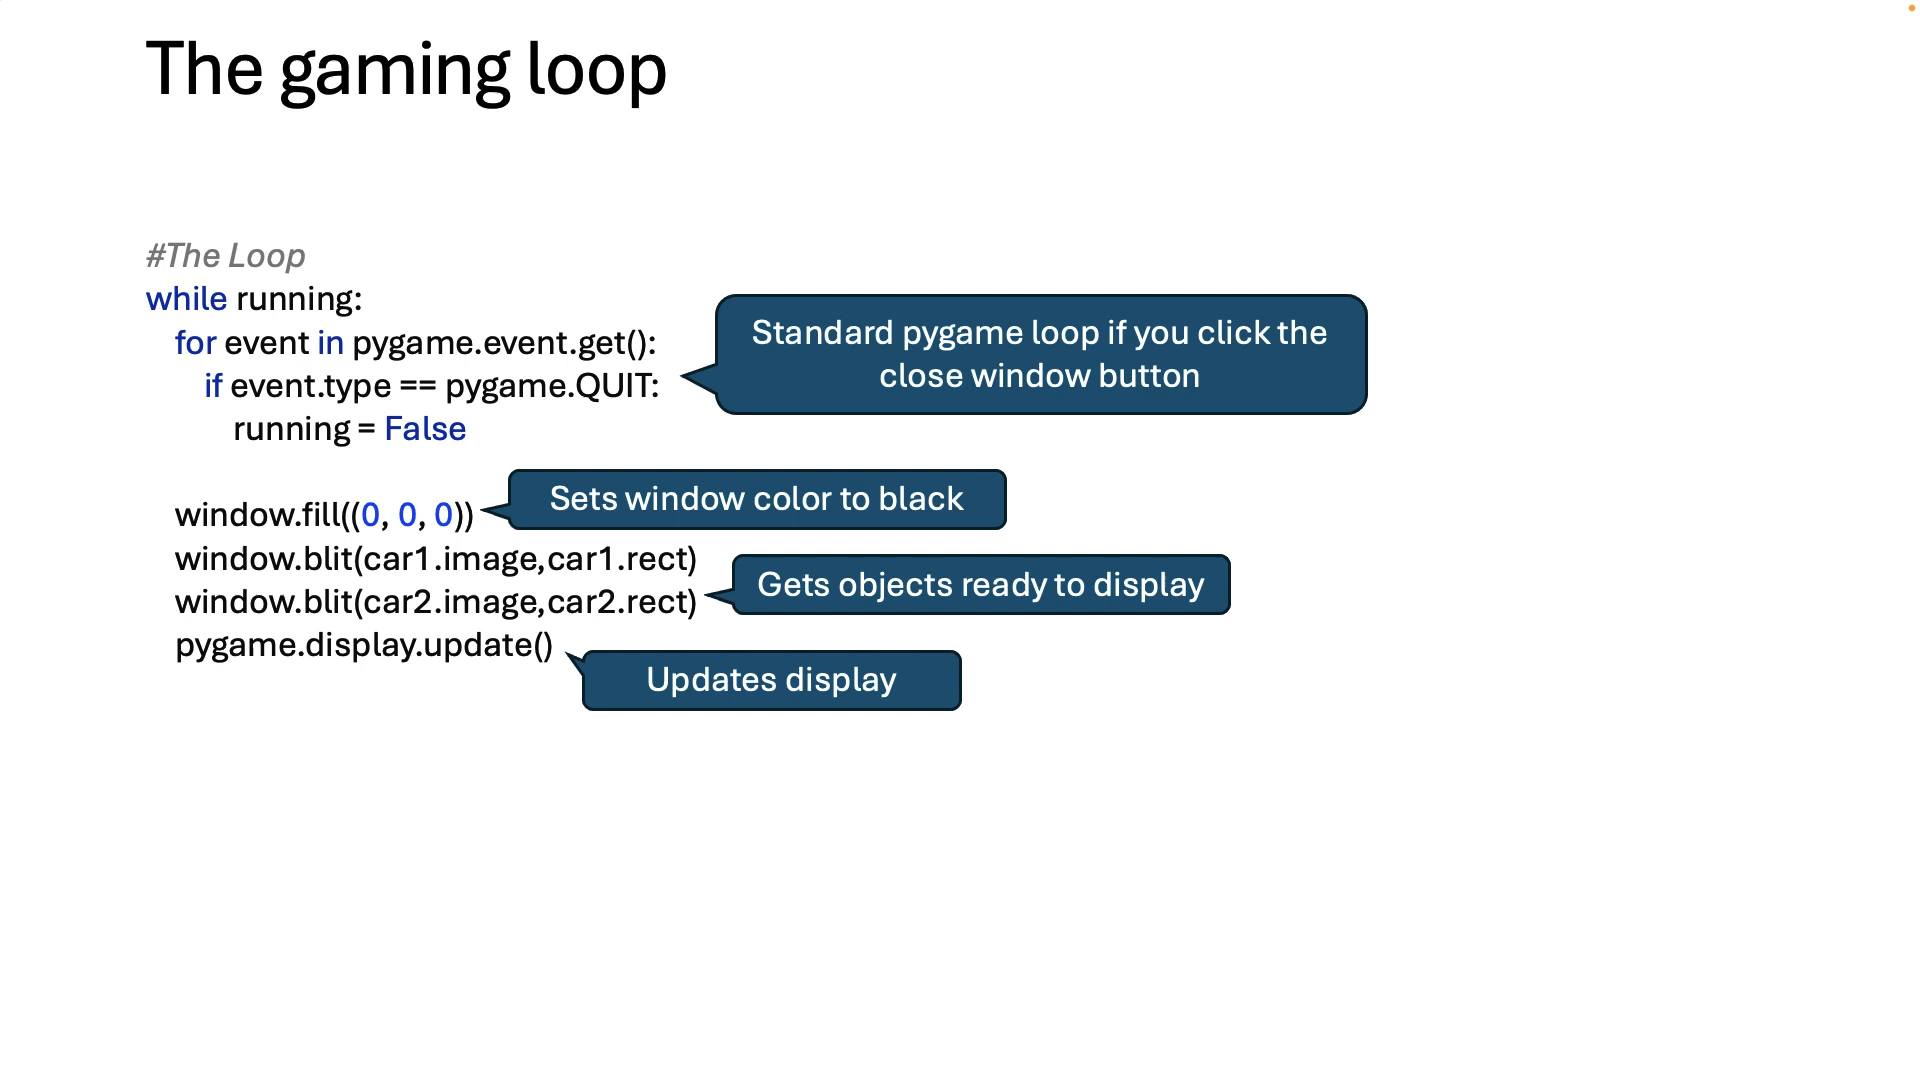 The gaming loop
#The Loop
while running:
for event in pygame.event.get():
if event.type == pygame.QUIT:
running = False
Standard pygame loop if you click the
close window button
window.fill((0, 0, 0))
Sets window color to black
window.blit(car1.image,car1.rect)
window.blit(car2.image,car2.rect)
Gets objects ready to display
pygame.display.update()
Updates display